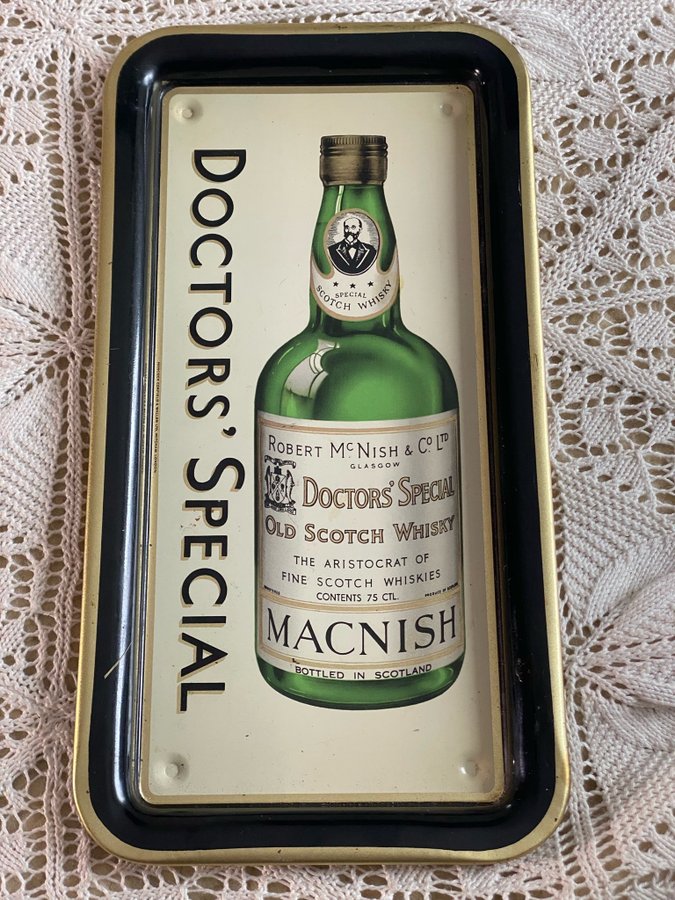 DOCTORS' SPECIAL
★ ★ ★
SPECIAL
SCOTCH WHISKY
ROBERT McNISH & Co. LTD
GLASGOW
DOCTORS' SPECIAL
OLD SCOTCH WHISKY
THE ARISTOCRAT OF
FINE SCOTCH WHISKIES
CONTENTS 75 CTL.
MACNISH
BOTTLED IN SCOTLAND